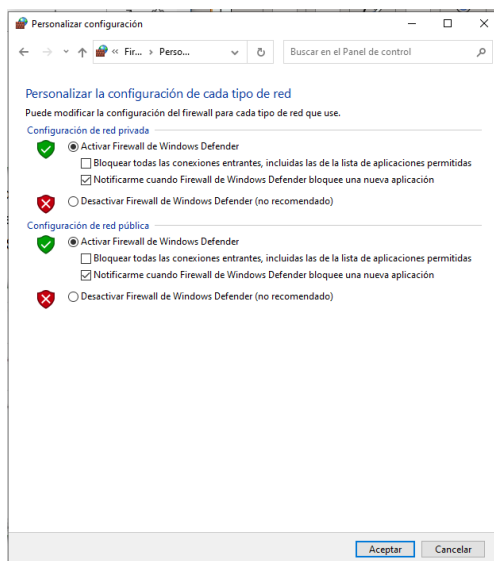 Personalizar configuración
« Fir... › Perso...
Buscar en el Panel de control
Personalizar la configuración de cada tipo de red
Puede modificar la configuración del firewall para cada tipo de red que use.
Configuración de red privada
Activar Firewall de Windows Defender
Bloquear todas las conexiones entrantes, incluidas las de la lista de aplicaciones permitidas
Notificarme cuando Firewall de Windows Defender bloquee una nueva aplicación
Desactivar Firewall de Windows Defender (no recomendado)
Configuración de red pública
Activar Firewall de Windows Defender
Bloquear todas las conexiones entrantes, incluidas las de la lista de aplicaciones permitidas
Notificarme cuando Firewall de Windows Defender bloquee una nueva aplicación
Desactivar Firewall de Windows Defender (no recomendado)
Aceptar Cancelar